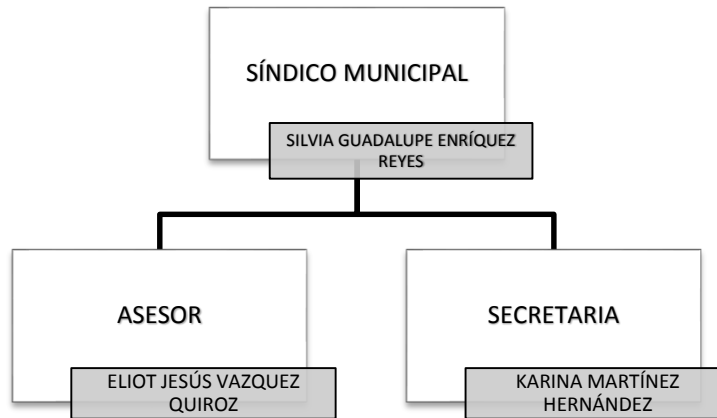 SÍNDICO MUNICIPAL
SILVIA GUADALUPE ENRÍQUEZ
REYES
ASESOR
ELIOT JESÚS VAZQUEZ
QUIROZ
SECRETARIA
KARINA MARTÍNEZ
HERNÁNDEZ